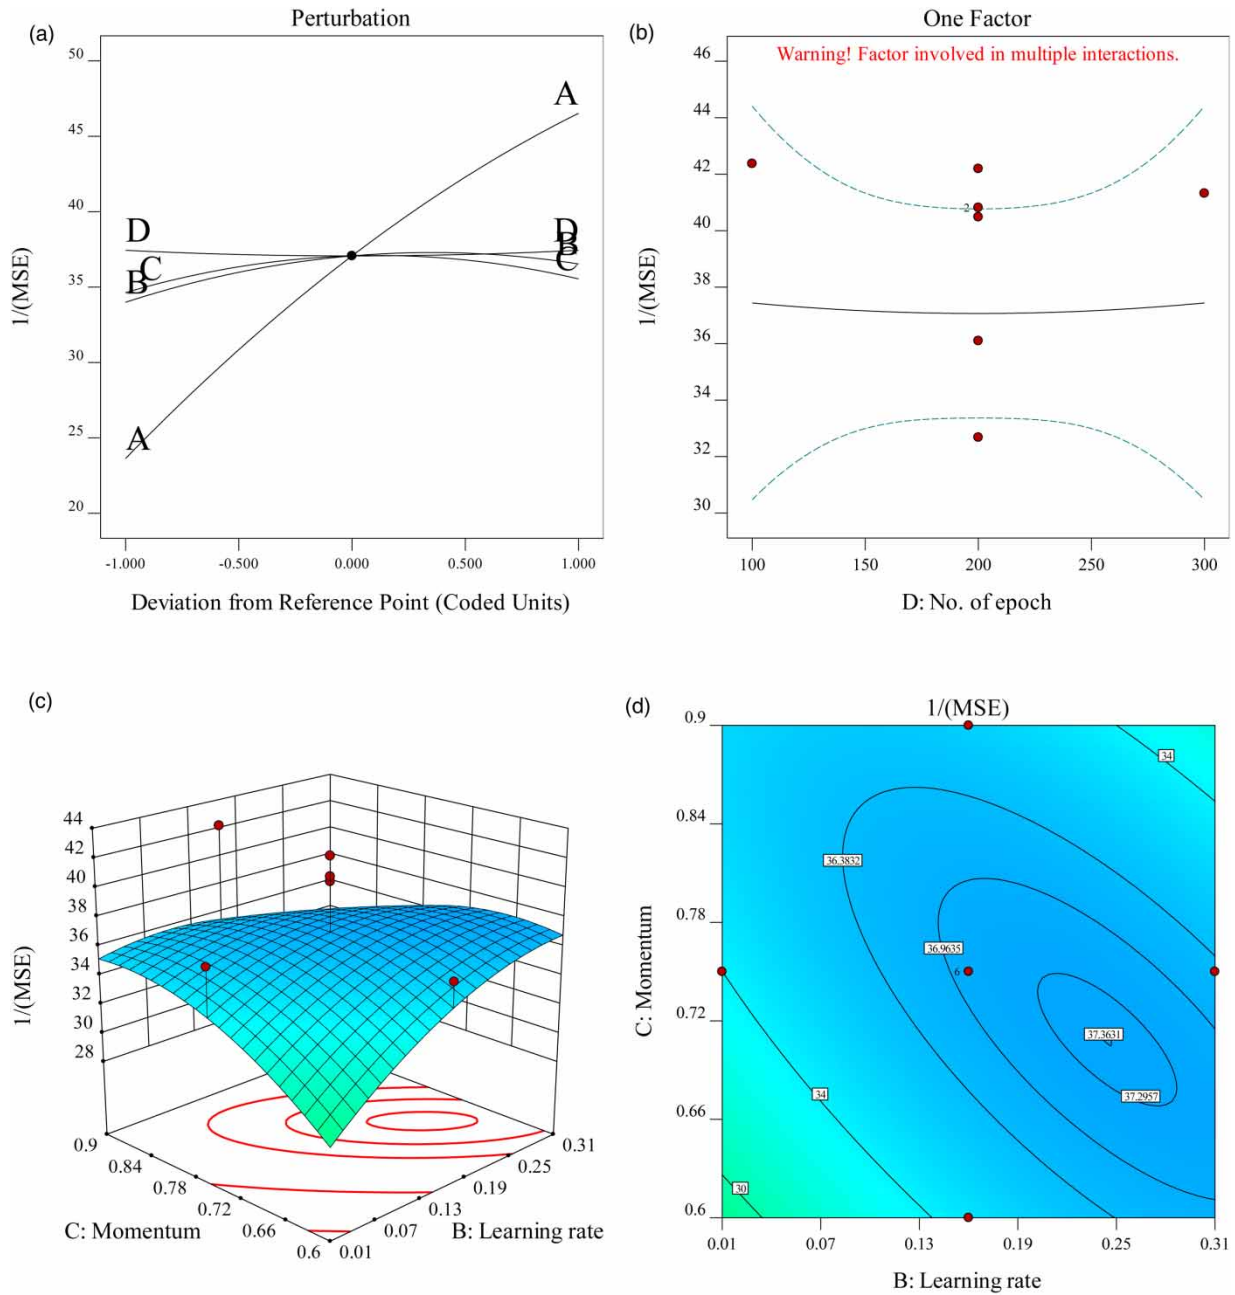 (a)
Perturbation
50
45
40
35
30
25
20
1/(MSE)
A
D
C
B
A
D
B
C
-1.000
-0.500
0.000
0.500
1.000
Deviation from Reference Point (Coded Units)
(b)
One Factor
Warning! Factor involved in multiple interactions.
46
44
42
40
38
36
34
32
30
1/(MSE)
2
100
150
200
250
300
D: No. of epoch
(c)
44
42
40
38
36
34
32
30
28
1/(MSE)
0.9
0.84
0.78
0.72
0.66
0.6
C: Momentum
0.01
0.07
0.13
0.19
0.25
0.31
B: Learning rate
(d)
1/(MSE)
0.9
0.84
0.78
0.72
0.66
0.6
C: Momentum
34
36.3832
36.9635
6
37.3631
37.2957
34
30
0.01
0.07
0.13
0.19
0.25
0.31
B: Learning rate